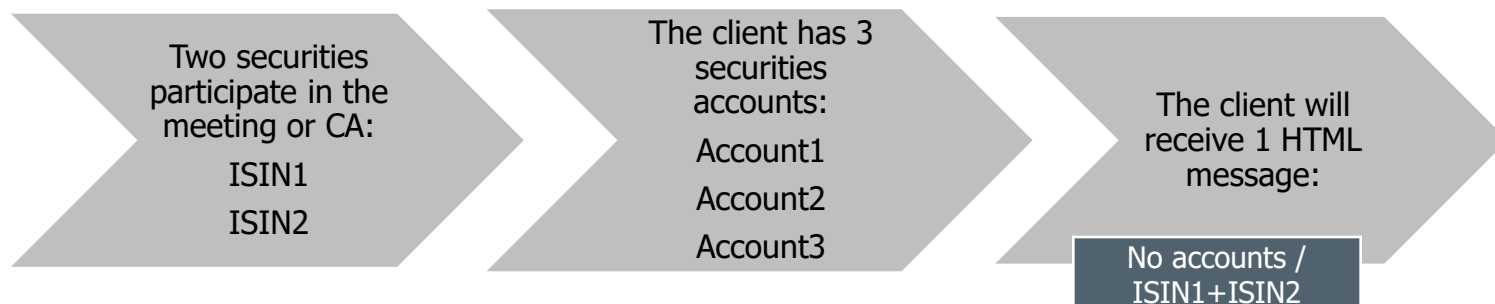 Two securities
participate in the
meeting or CA:
ISIN1
ISIN2
The client has 3
securities
accounts:
Account1
Account2
Account3
The client will
receive 1 HTML
message:
No accounts /
ISIN1+ISIN2